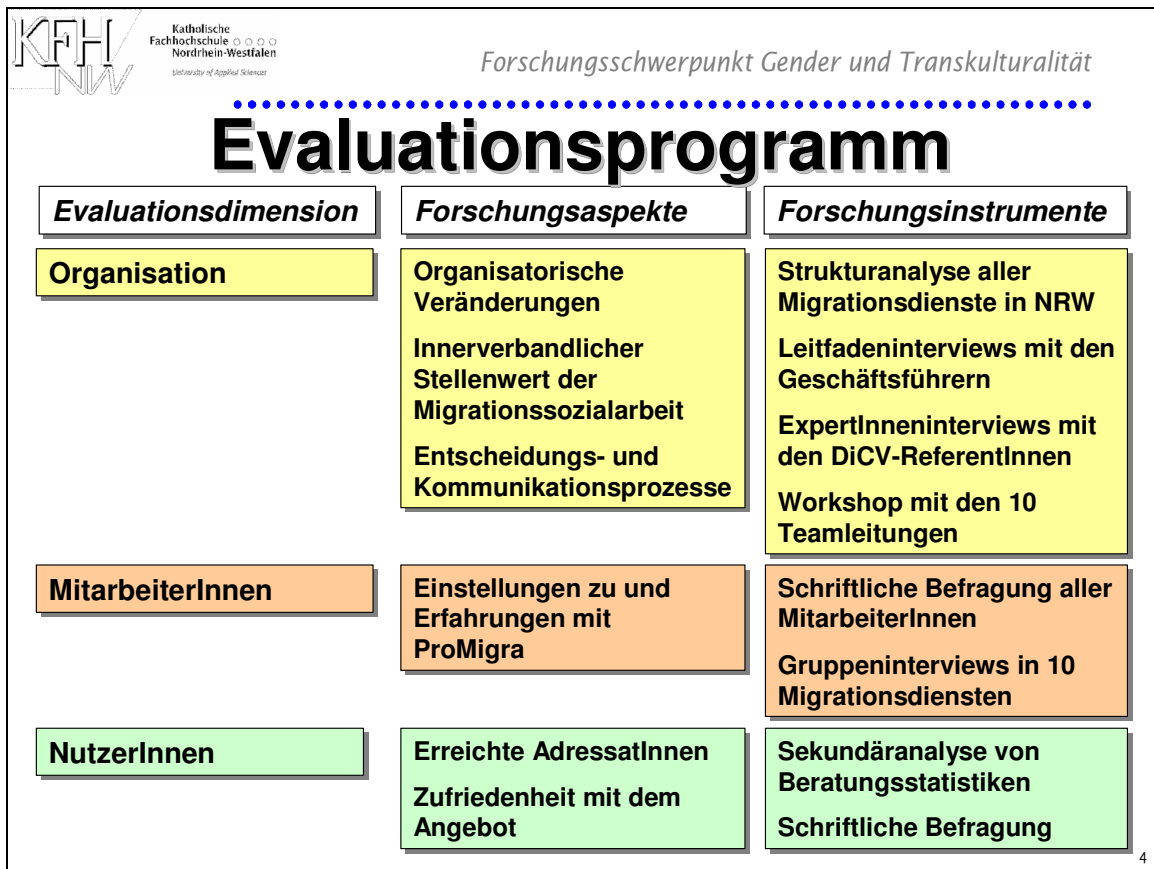 KFH
NW
Katholische
Fachhochschule
Nordrhein-Westfalen
University of Applied Sciences
Forschungsschwerpunkt Gender und Transkulturalität
Evaluationsprogramm
Evaluationsdimension
Forschungsaspekte
Forschungsinstrumente
Organisation
Organisatorische
Veränderungen
Innerverbandlicher
Stellenwert der
Migrationssozialarbeit
Entscheidungs- und
Kommunikationsprozesse
Strukturanalyse aller
Migrationsdienste in NRW
Leitfadeninterviews mit den
Geschäftsführern
ExpertInneninterviews mit
den DiCV-ReferentInnen
Workshop mit den 10
Teamleitungen
MitarbeiterInnen
Einstellungen zu und
Erfahrungen mit
ProMigra
Schriftliche Befragung aller
MitarbeiterInnen
Gruppeninterviews in 10
Migrationsdiensten
NutzerInnen
Erreichte AdressatInnen
Zufriedenheit mit dem
Angebot
Sekundäranalyse von
Beratungsstatistiken
Schriftliche Befragung
4